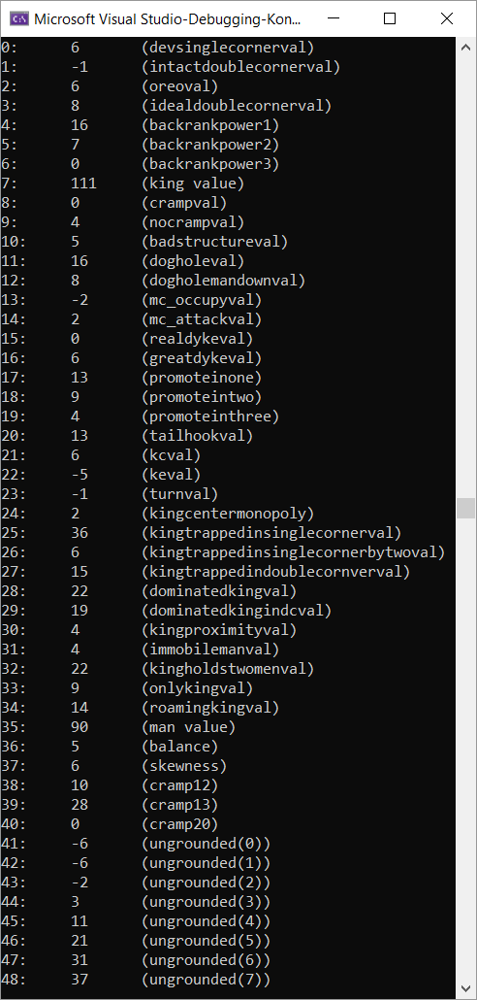 Microsoft Visual Studio-Debugging-Kon...
0: 6 (devsinglecornerval)
1: -1 (intactdoublecornerval)
2: 6 (oreoval)
3: 8 (idealdoublecornerval)
4: 16 (backrankpower1)
5: 7 (backrankpower2)
6: 0 (backrankpower3)
7: 111 (king value)
8: 0 (crampval)
9: 4 (nocrampval)
10: 5 (badstructureval)
11: 16 (dogholeval)
12: 8 (dogholemandownval)
13: -2 (mc_occupyval)
14: 2 (mc_attackval)
15: 0 (realdykeval)
16: 6 (greatdykeval)
17: 13 (promoteinone)
18: 9 (promoteintwo)
19: 4 (promoteinthree)
20: 13 (tailhookval)
21: 6 (kcval)
22: -5 (keval)
23: -1 (turnval)
24: 2 (kingcentermonopoly)
25: 36 (kingtrappedinsinglecornerval)
26: 6 (kingtrappedinsinglecornerbytwoval)
27: 15 (kingtrappedindoublecornverval)
28: 22 (dominatedkingval)
29: 19 (dominatedkingindcval)
30: 4 (kingproximityval)
31: 4 (immobilemanval)
32: 22 (kingholdstwomenval)
33: 9 (onlykingval)
34: 14 (roamingkingval)
35: 90 (man value)
36: 5 (balance)
37: 6 (skewness)
38: 10 (cramp12)
39: 28 (cramp13)
40: 0 (cramp20)
41: -6 (ungrounded(0))
42: -6 (ungrounded(1))
43: -2 (ungrounded(2))
44: 3 (ungrounded(3))
45: 11 (ungrounded(4))
46: 21 (ungrounded(5))
47: 31 (ungrounded(6))
48: 37 (ungrounded(7))